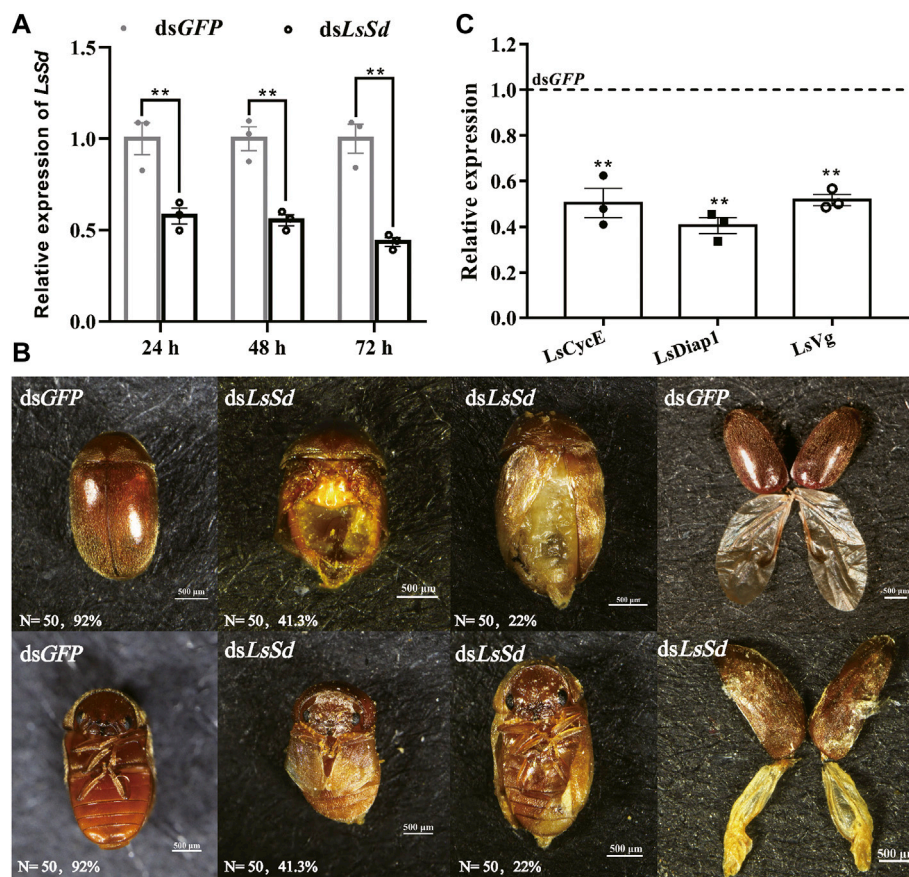 A
dsGFP
dsLsSd
Relative expression of LsSd
1.5
1.0
0.5
0.0
**
**
**
24 h
48 h
72 h
C
Relative expression
1.2
1.0
0.8
0.6
0.4
0.2
0.0
dsGFP
**
**
**
LsCycE
LsDiap1
LsVg
B
dsGFP
500 μm
N= 50, 92%
dsLsSd
500 μm
N= 50, 41.3%
dsLsSd
500 μm
N= 50, 22%
dsGFP
500 μm
dsGFP
500 μm
N= 50, 92%
dsLsSd
500 μm
N= 50, 41.3%
dsLsSd
500 μm
N= 50, 22%
dsLsSd
500 μm